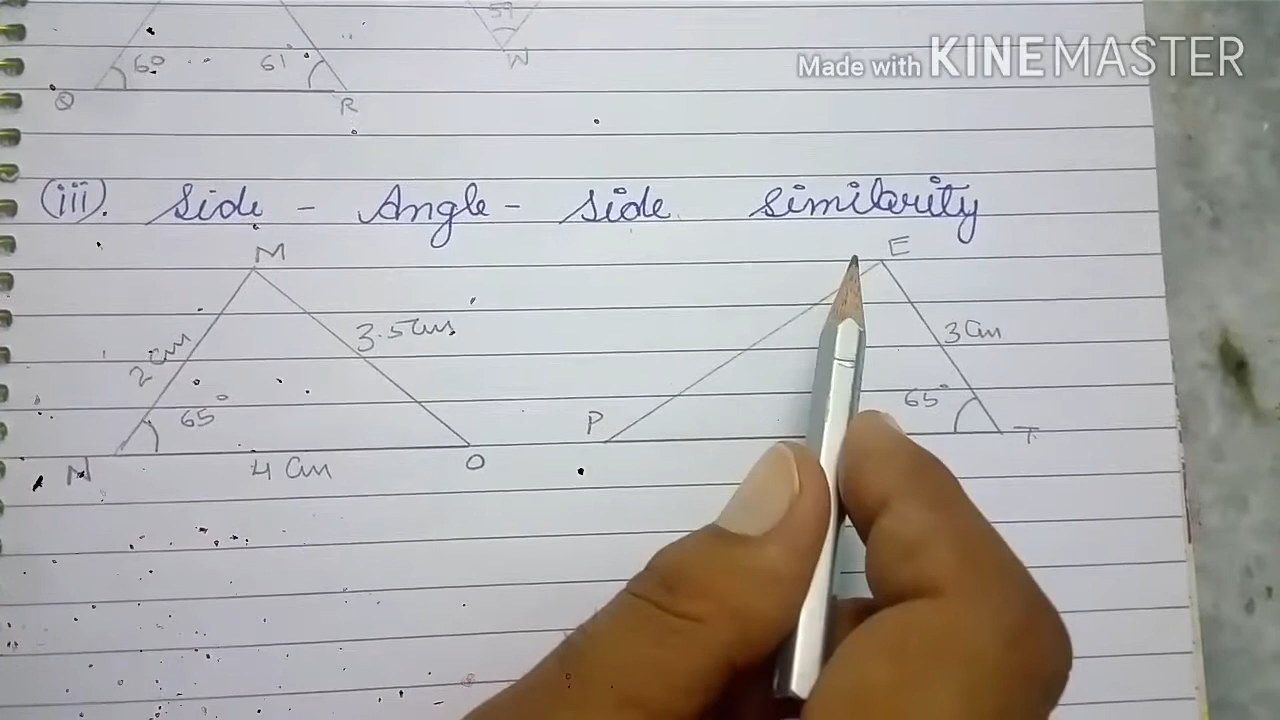 59
W
Made with KINEMASTER
60 61°
Q R
(iii). Side - Angle - Side Similarity
M E
2 cm 3.5 cm 3 cm
65° P 65°
N 4 cm O T